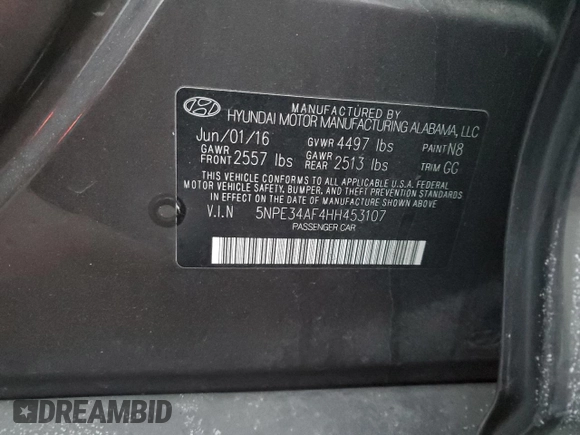 MANUFACTURED BY
HYUNDAI MOTOR MANUFACTURING ALABAMA, LLC
Jun/01/16 GVWR 4497 lbs PAINT N8
GAWR FRONT 2557 lbs GAWR REAR 2513 lbs TRIM GG
THIS VEHICLE CONFORMS TO ALL APPLICABLE U.S.A. FEDERAL
MOTOR VEHICLE SAFETY, BUMPER, AND THEFT STANDARDS
IN EFFECT ON THE DATE OF MANUFACTURE SHOWN ABOVE
V.I.N 5NPE34AF4HH453107
PASSENGER CAR
DREAMBID